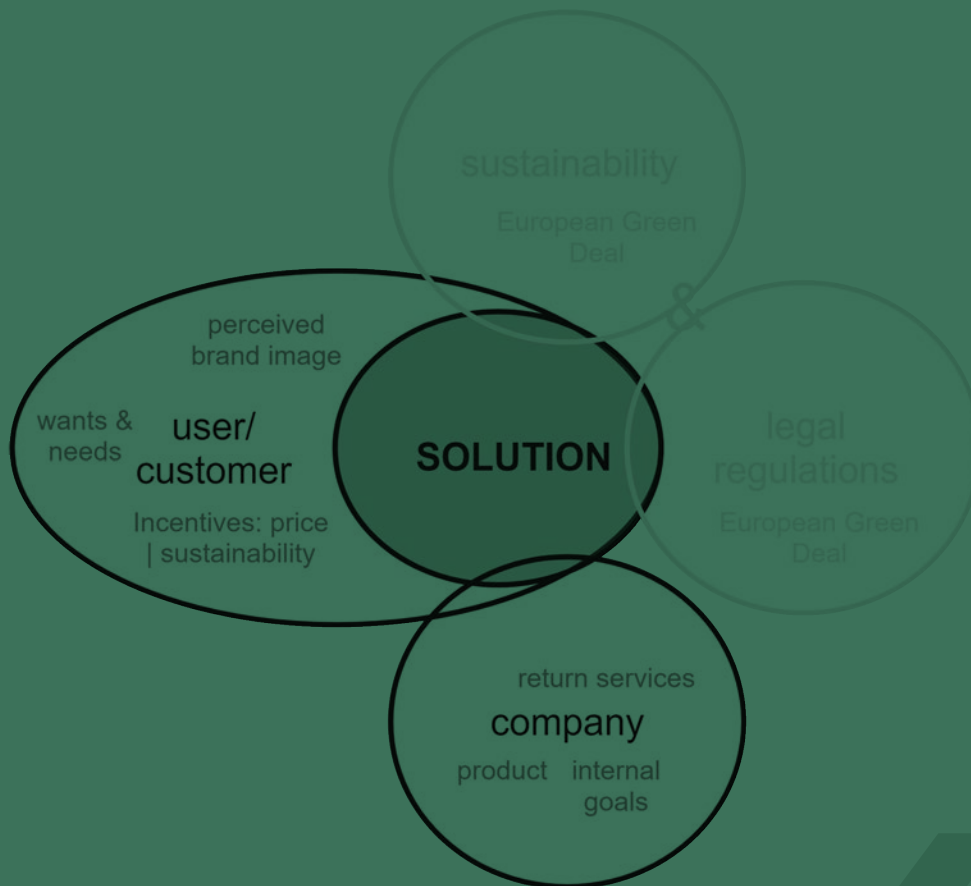 sustainability
European Green
Deal
&
perceived
brand image
wants &
needs
user/
customer
Incentives: price
| sustainability
SOLUTION
legal
regulations
European Green
Deal
return services
company
product internal
goals